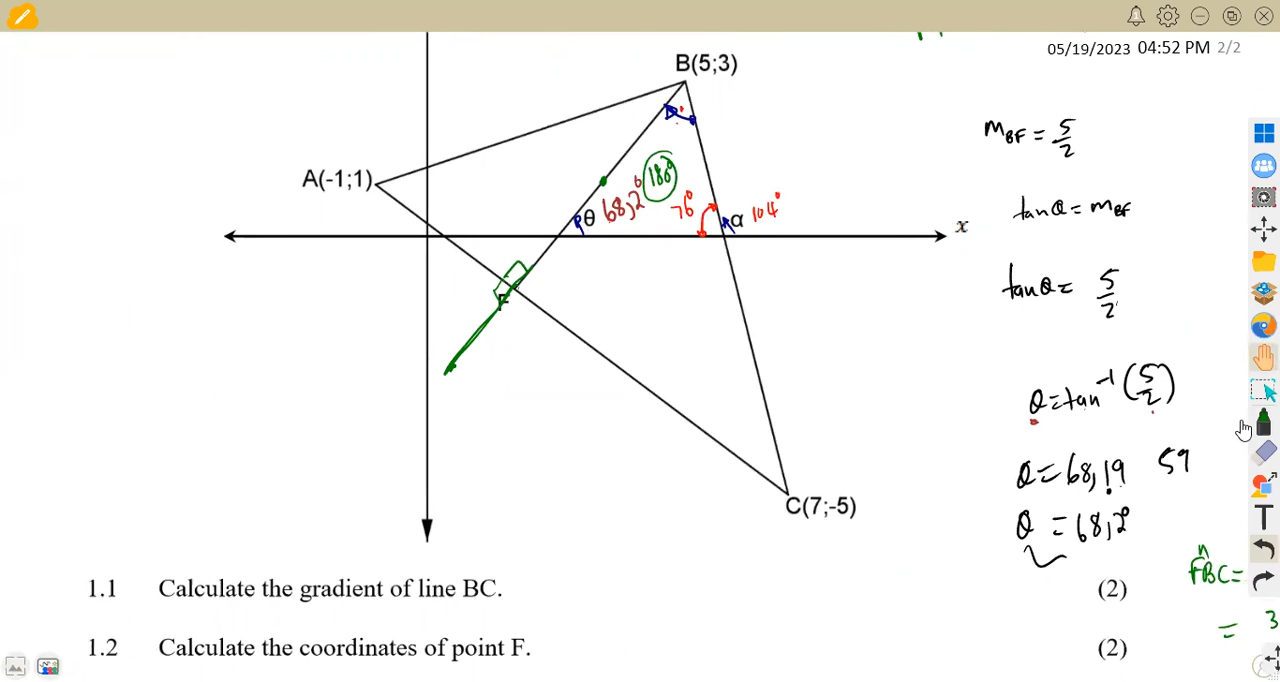 05/19/2023 04:52 PM 2/2
B(5;3)
A(-1;1)
180°
θ 68,2°
76°
α 104°
x
F
C(7;-5)
m_BF = 5/2
tanθ = m_BF
tanθ = 5/2
θ = tan⁻¹(5/2)
θ = 68,19 59
θ = 68,2°
FB̂C =
= 3
1.1 Calculate the gradient of line BC. (2)
1.2 Calculate the coordinates of point F. (2)
T